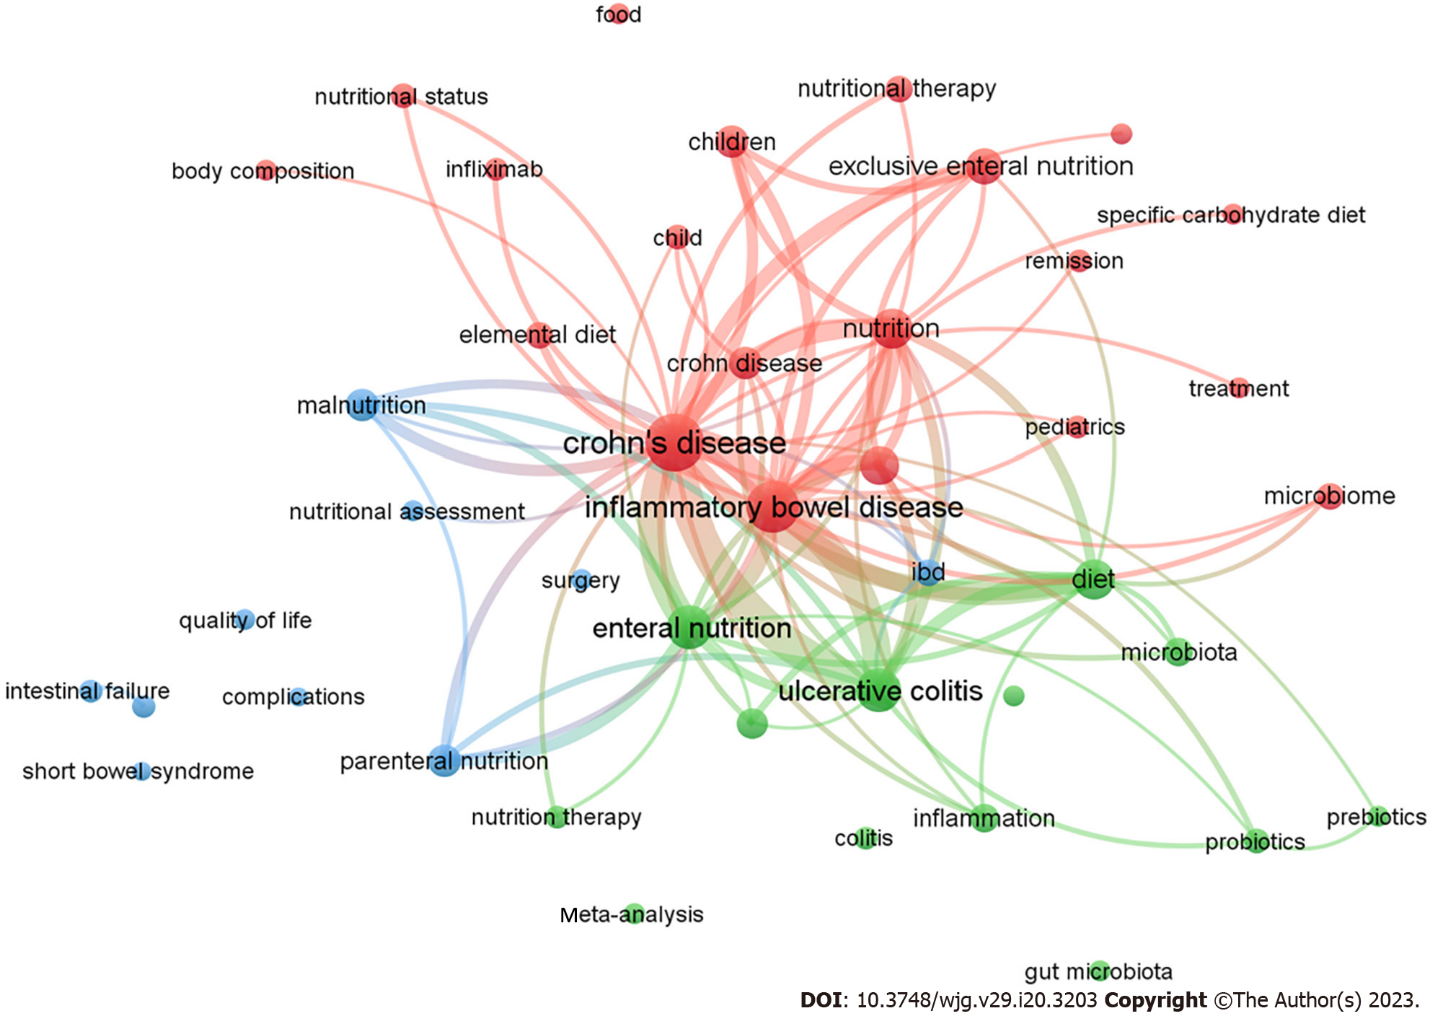 food
nutritional status
nutritional therapy
children
body composition
infliximab
exclusive enteral nutrition
specific carbohydrate diet
child
remission
elemental diet
nutrition
crohn disease
treatment
malnutrition
pediatrics
crohn's disease
microbiome
nutritional assessment
inflammatory bowel disease
surgery
ibd
diet
quality of life
enteral nutrition
microbiota
intestinal failure
complications
ulcerative colitis
short bowel syndrome
parenteral nutrition
nutrition therapy
inflammation
prebiotics
colitis
probiotics
Meta-analysis
gut microbiota
DOI: 10.3748/wjg.v29.i20.3203 Copyright ©The Author(s) 2023.